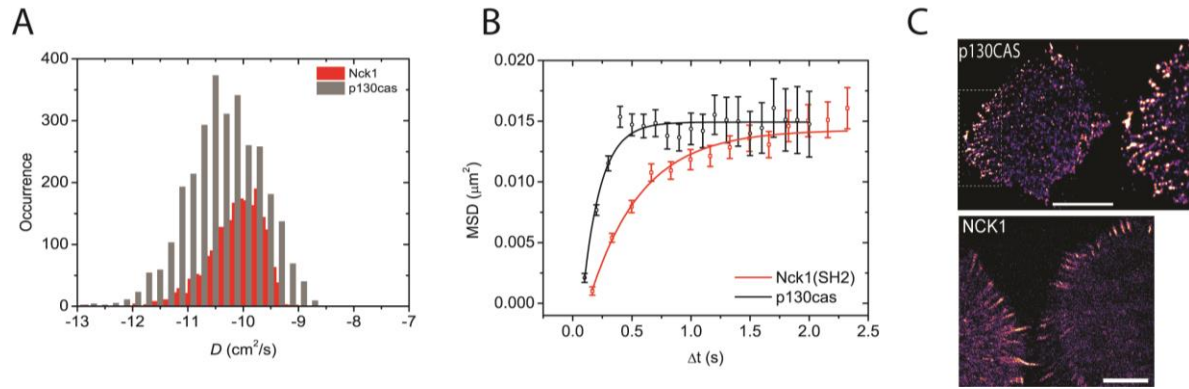 A
400
300
200
100
0
Occurrence
Nck1
p130cas
-13 -12 -11 -10 -9 -8 -7
D (cm²/s)
B
0.020
0.015
0.010
0.005
0.000
MSD (μm²)
Nck1(SH2)
p130cas
0.0 0.5 1.0 1.5 2.0 2.5
Δt (s)
C
p130CAS
NCK1